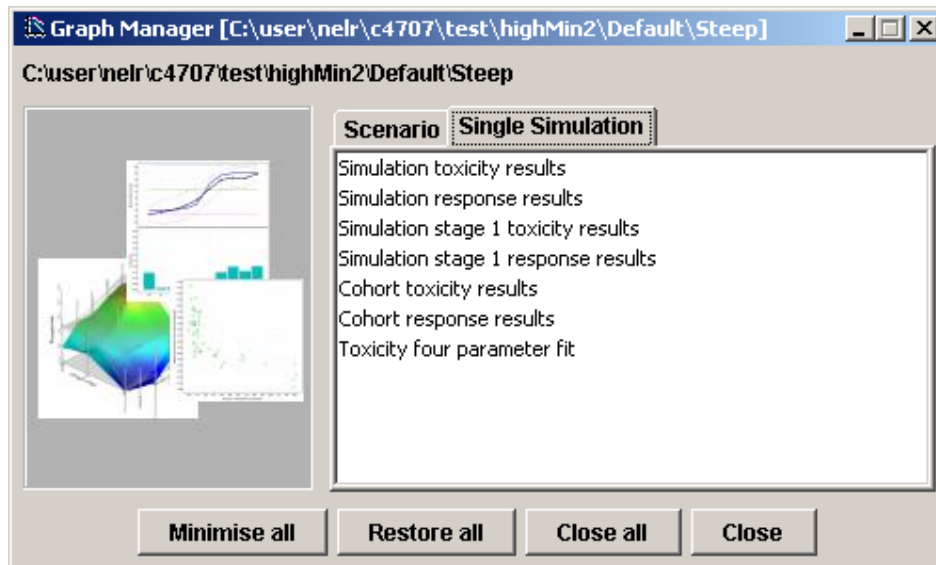 Graph Manager [C:\user\nelr\c4707\test\highMin2\Default\Steep]
C:\user\nelr\c4707\test\highMin2\Default\Steep
Scenario Single Simulation
Simulation toxicity results
Simulation response results
Simulation stage 1 toxicity results
Simulation stage 1 response results
Cohort toxicity results
Cohort response results
Toxicity four parameter fit
Minimise all Restore all Close all Close